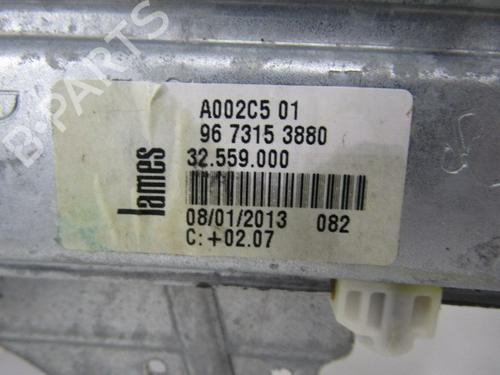 B-PARTS
A002C5 01
96 7315 3880
32.559.000
lames
08/01/2013 082
C: +02.07